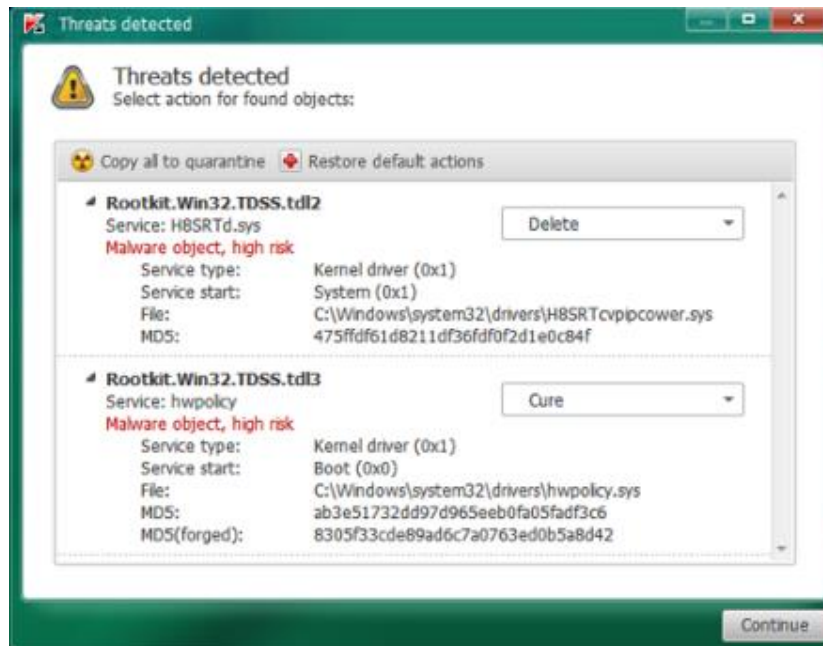 Threats detected
Threats detected
Select action for found objects:
Copy all to quarantine Restore default actions
Rootkit.Win32.TDSS.tdl2
Service: H8SRTd.sys Delete
Malware object, high risk
Service type: Kernel driver (0x1)
Service start: System (0x1)
File: C:\Windows\system32\drivers\H8SRTcvpipcower.sys
MD5: 475ffdf61d8211df36fdf0f2d1e0c84f
Rootkit.Win32.TDSS.tdl3
Service: hwpolicy Cure
Malware object, high risk
Service type: Kernel driver (0x1)
Service start: Boot (0x0)
File: C:\Windows\system32\drivers\hwpolicy.sys
MD5: ab3e51732dd97d965eeb0fa05fadf3c6
MD5(forged): 8305f33cde89ad6c7a0763ed0b5a8d42
Continue